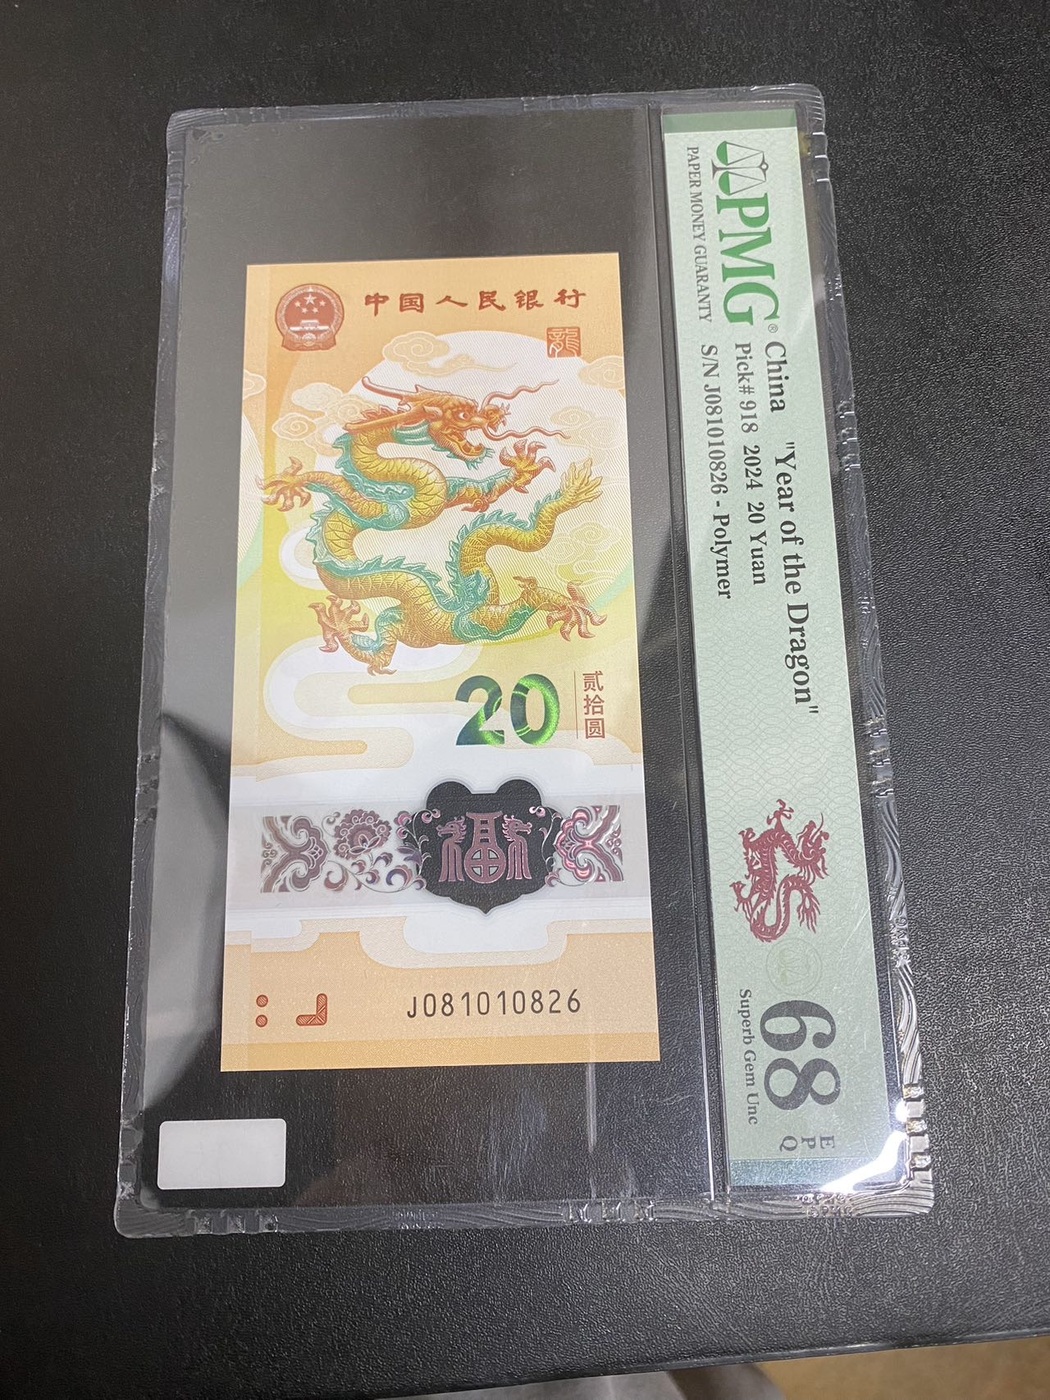 中国人民银行
龍
20
贰拾圆
福
J081010826
PMG®
PAPER MONEY GUARANTY
China "Year of the Dragon"
Pick# 918 2024 20 Yuan
S/N J081010826 - Polymer
68
EPQ
Superb Gem Unc